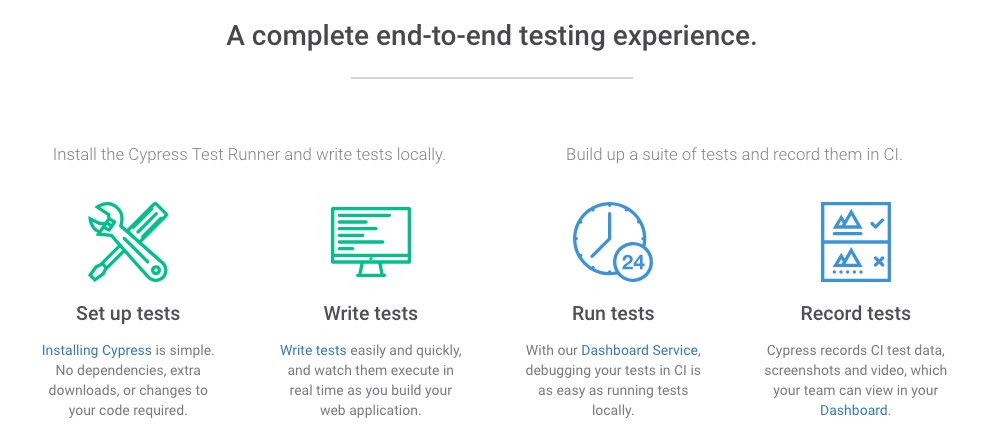 A complete end-to-end testing experience.
Install the Cypress Test Runner and write tests locally.
Build up a suite of tests and record them in CI.
24
Set up tests
Installing Cypress is simple.
No dependencies, extra
downloads, or changes to
your code required.
Write tests
Write tests easily and quickly,
and watch them execute in
real time as you build your
web application.
Run tests
With our Dashboard Service,
debugging your tests in CI is
as easy as running tests
locally.
Record tests
Cypress records CI test data,
screenshots and video, which
your team can view in your
Dashboard.